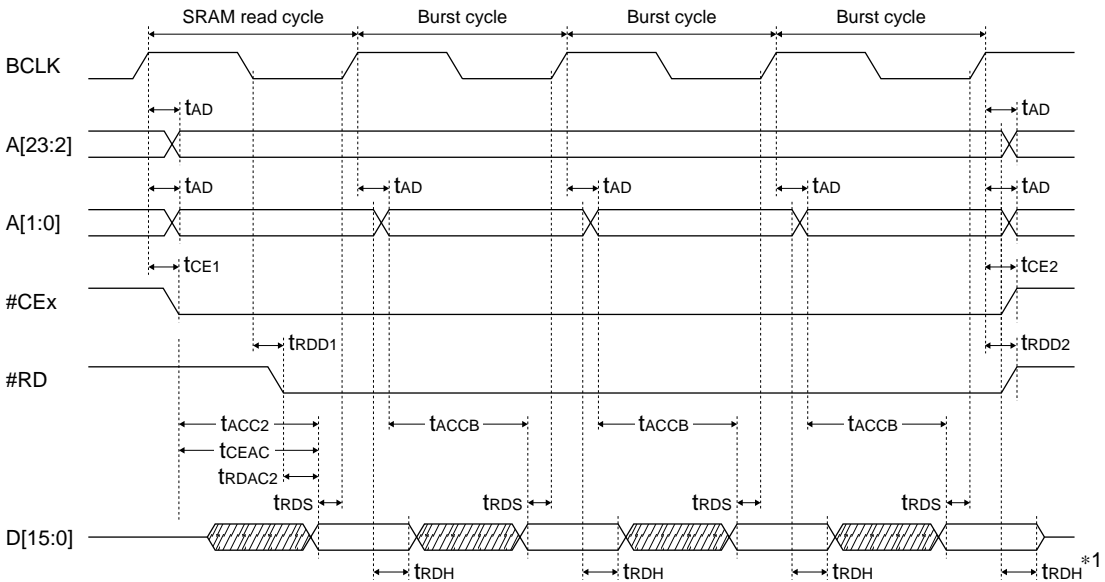 SRAM read cycle Burst cycle Burst cycle Burst cycle
BCLK
tAD tAD
A[23:2]
tAD tAD tAD tAD tAD
A[1:0]
tCE1 tCE2
#CEx
tRDD1 tRDD2
#RD
tACC2 tACCB tACCB tACCB
tCEAC
tRDAC2
tRDS tRDS tRDS tRDS
D[15:0]
tRDH tRDH tRDH tRDH*1